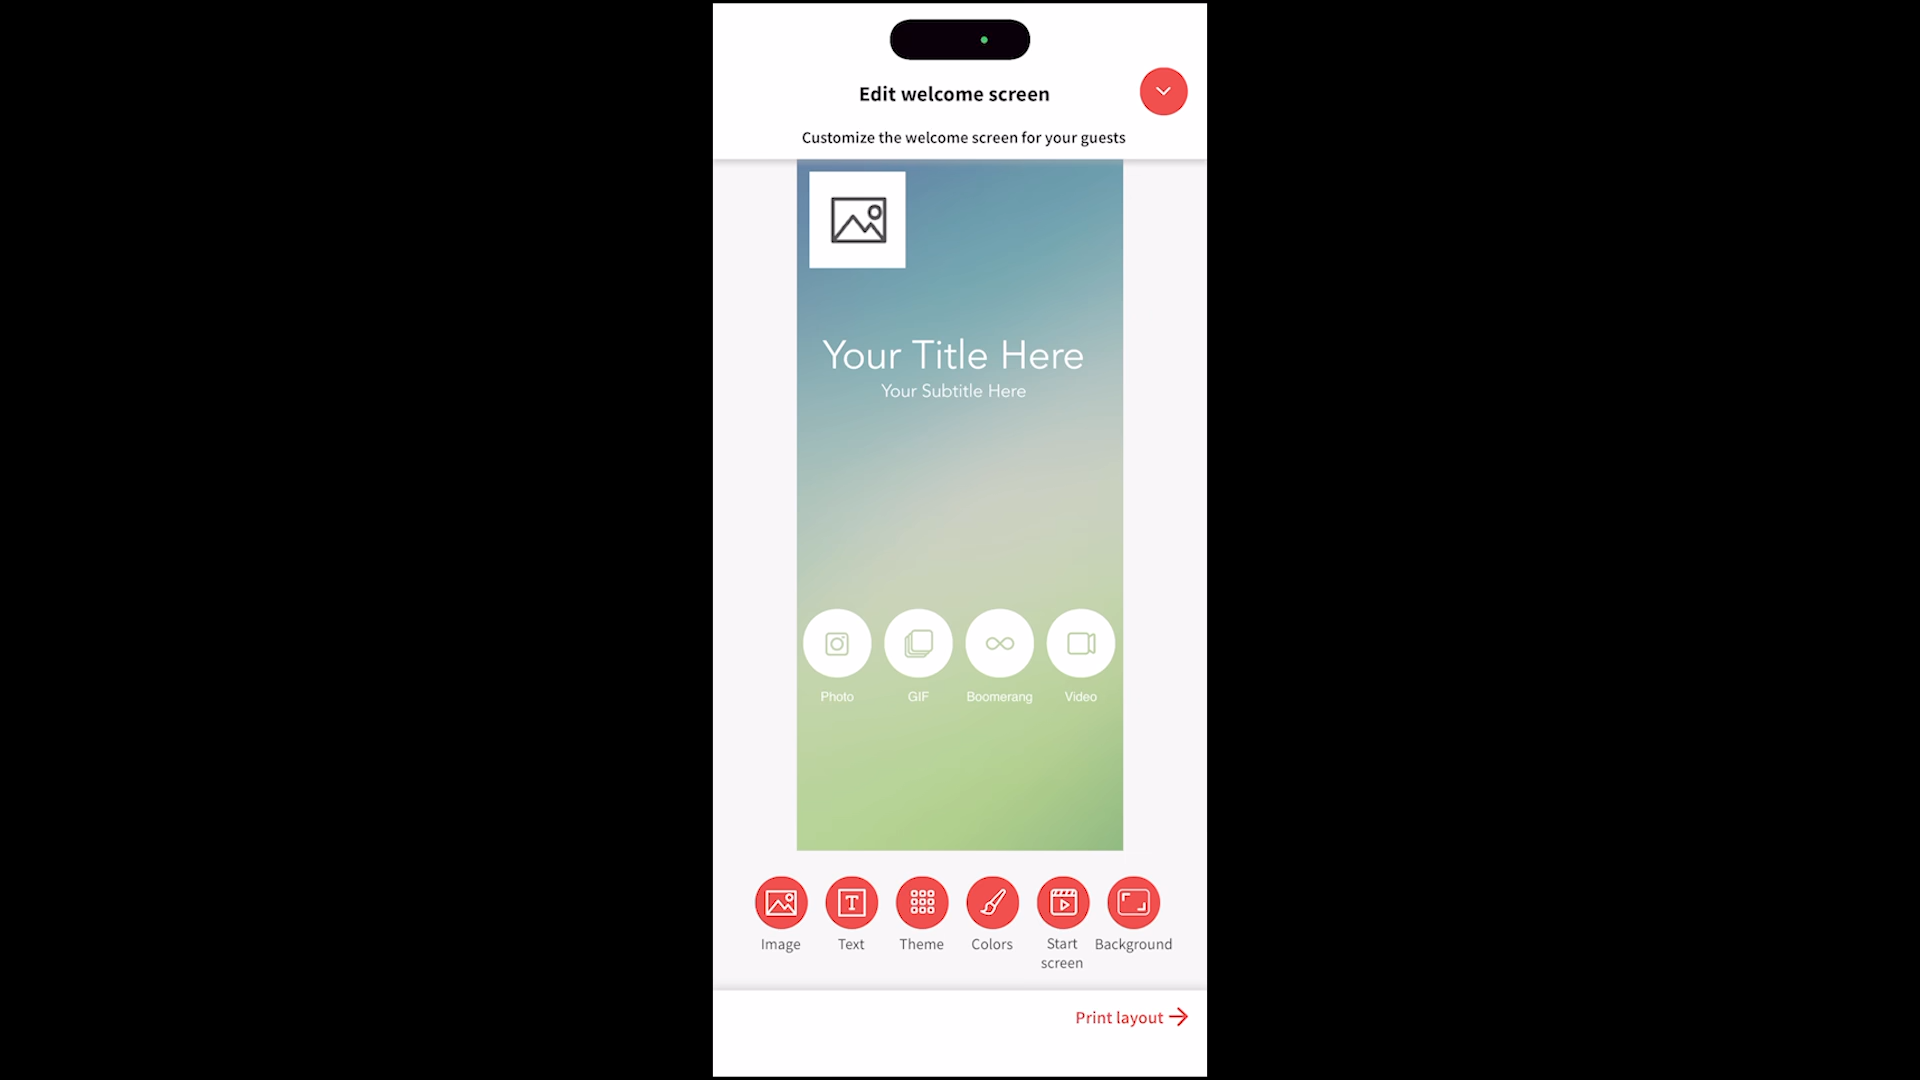 Edit welcome screen
Customize the welcome screen for your guests
Your Title Here
Your Subtitle Here
Photo GIF Boomerang Video
Image Text Theme Colors Start screen Background
Print layout